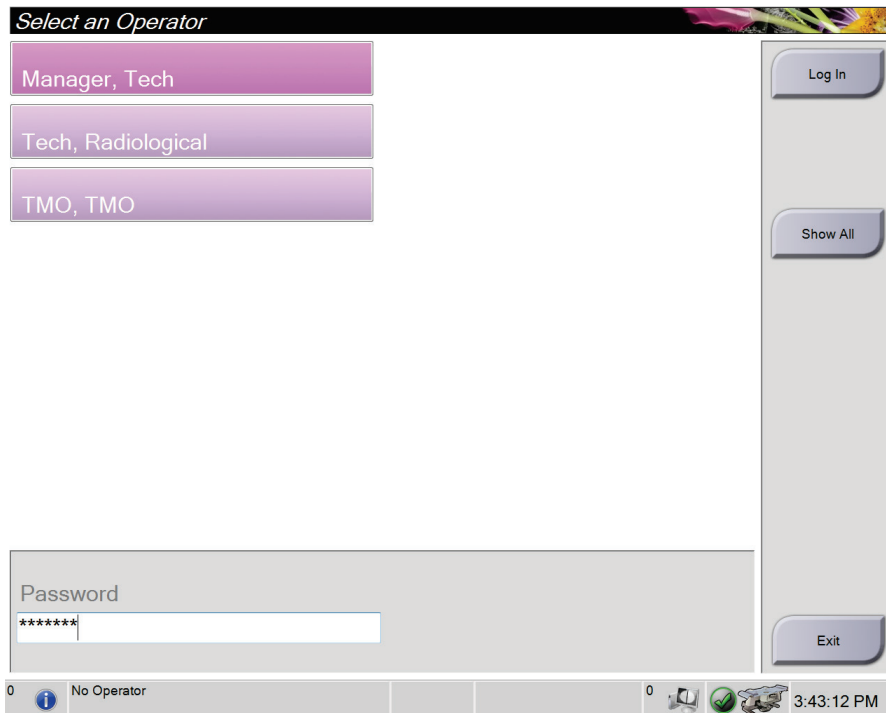 Select an Operator
Manager, Tech
Log In
Tech, Radiological
TMO, TMO
Show All
Password
*******
Exit
0
No Operator
0
3:43:12 PM